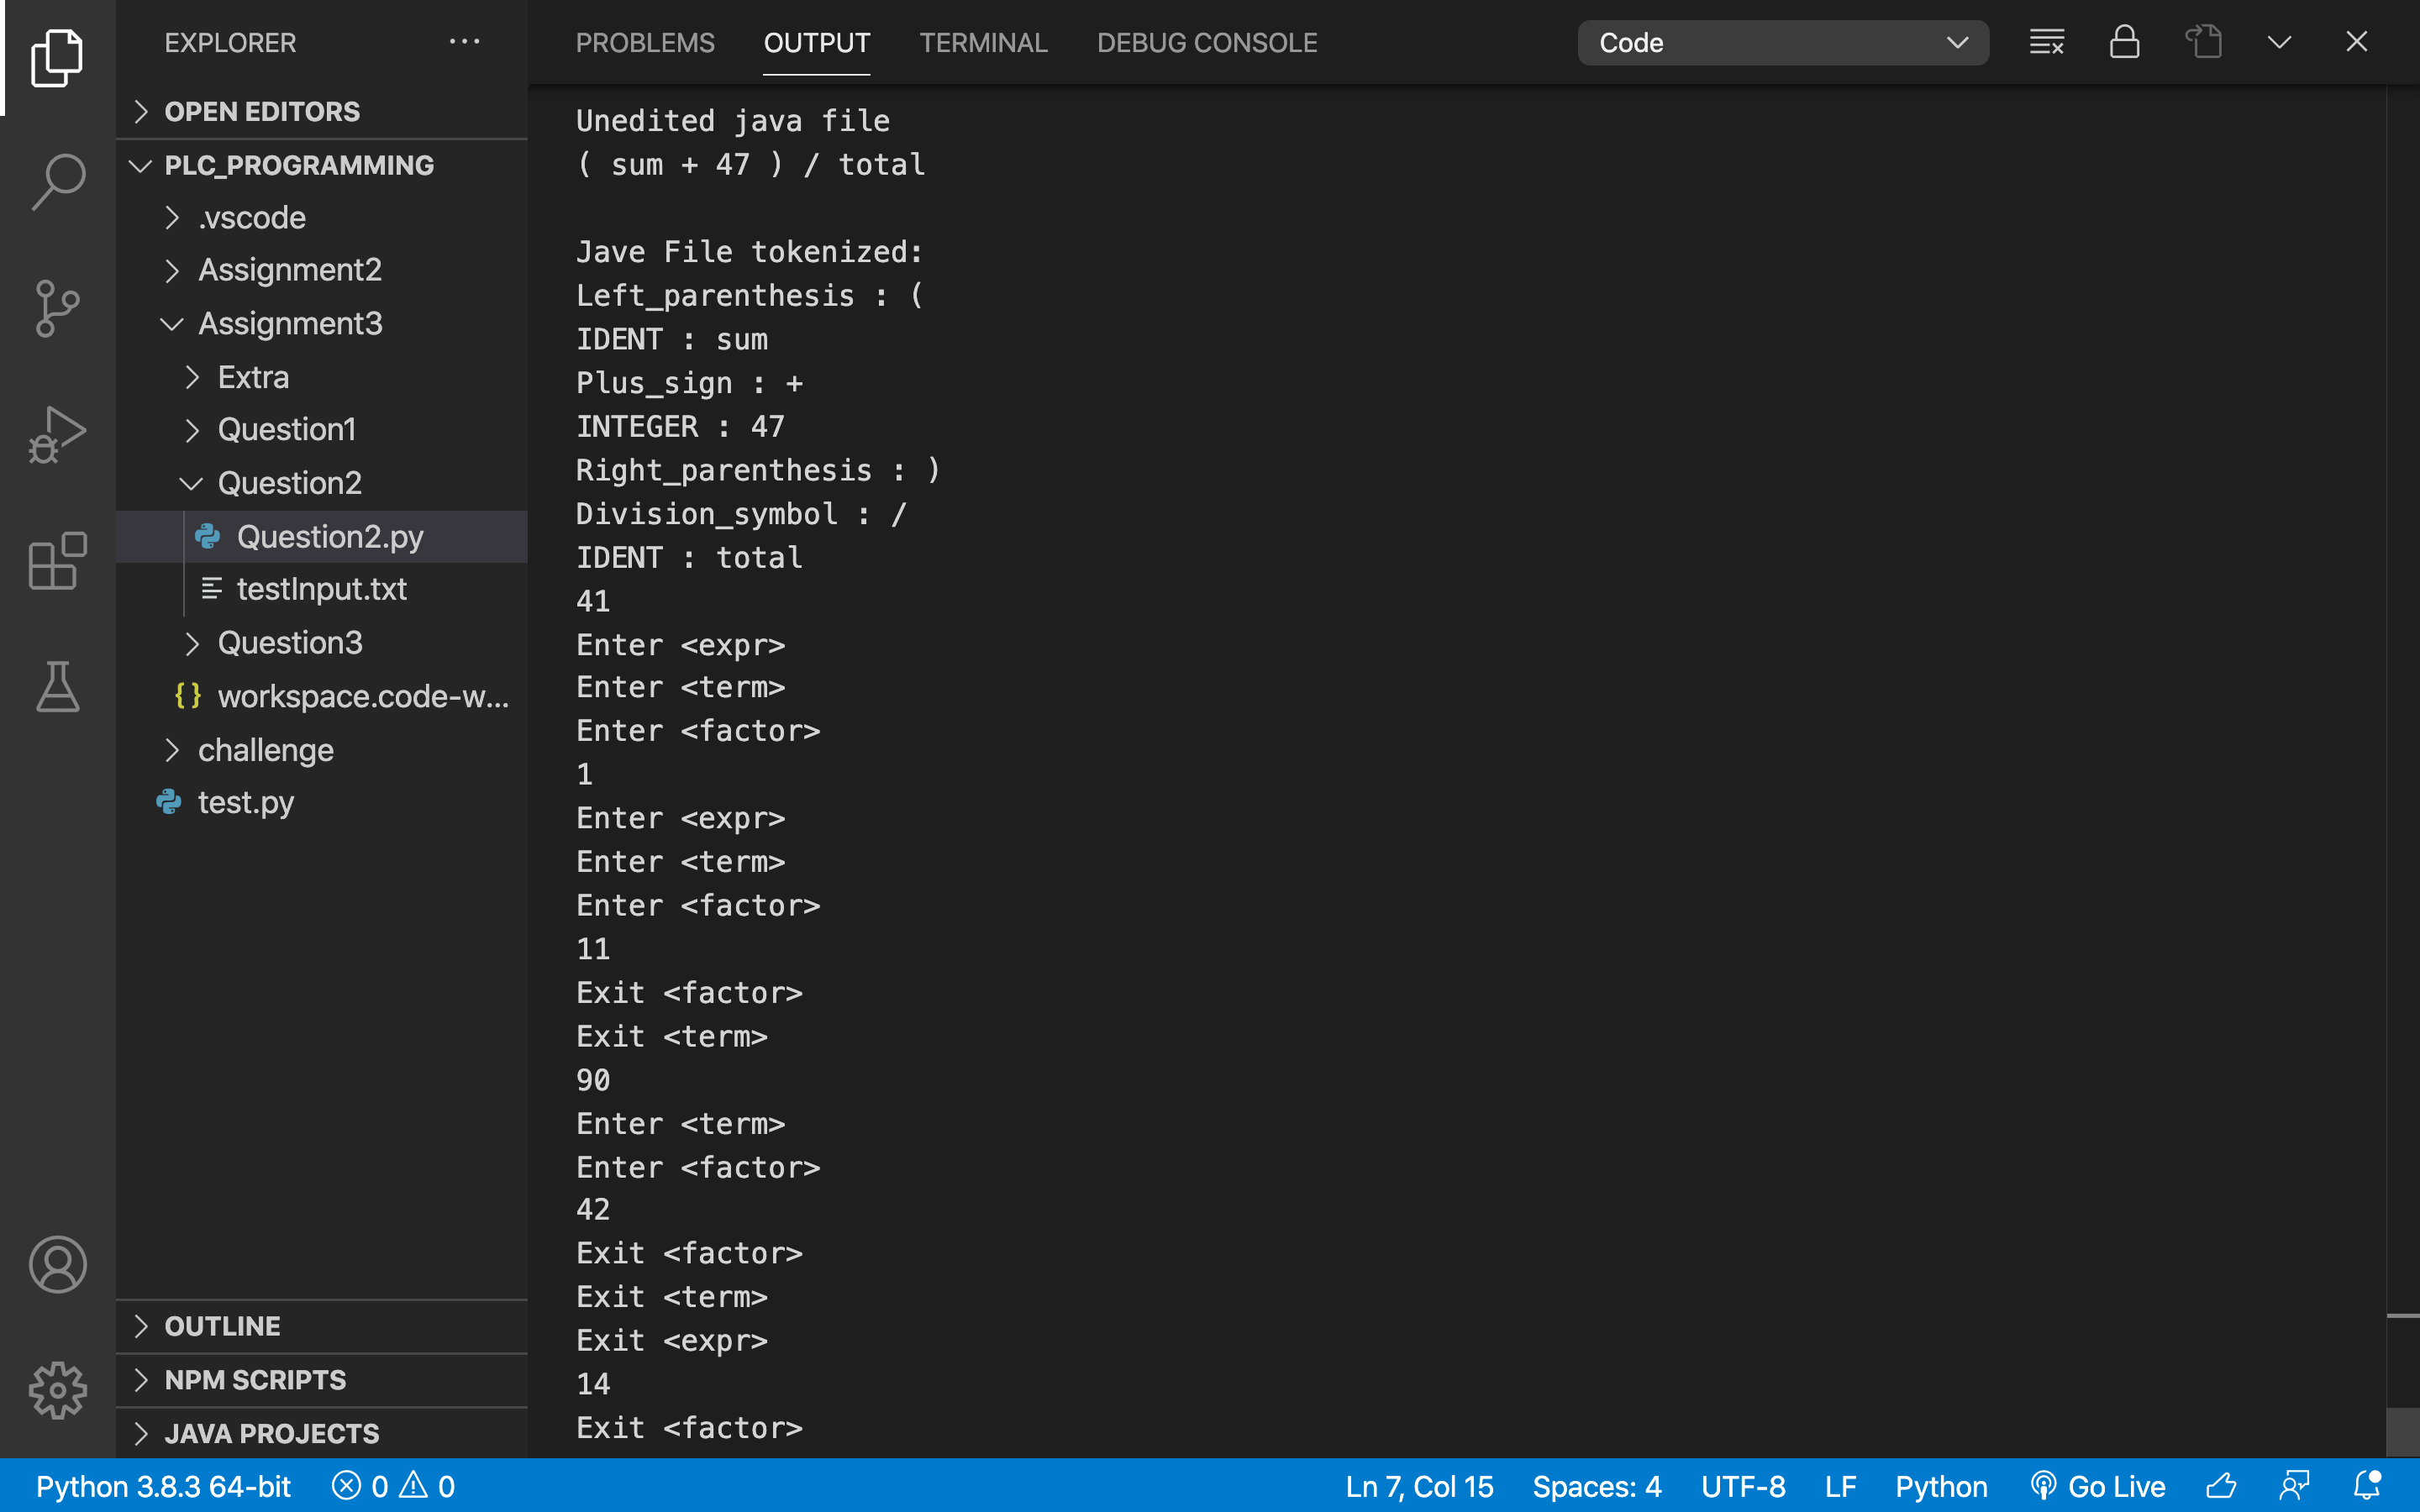 EXPLORER
OPEN EDITORS
PLC_PROGRAMMING
.vscode
Assignment2
Assignment3
Extra
Question1
Question2
Question2.py
testInput.txt
Question3
{} workspace.code-w...
challenge
test.py
OUTLINE
NPM SCRIPTS
JAVA PROJECTS
PROBLEMS OUTPUT TERMINAL DEBUG CONSOLE Code
Unedited java file
( sum + 47 ) / total
Jave File tokenized:
Left_parenthesis : (
IDENT : sum
Plus_sign : +
INTEGER : 47
Right_parenthesis : )
Division_symbol : /
IDENT : total
41
Enter <expr>
Enter <term>
Enter <factor>
1
Enter <expr>
Enter <term>
Enter <factor>
11
Exit <factor>
Exit <term>
90
Enter <term>
Enter <factor>
42
Exit <factor>
Exit <term>
Exit <expr>
14
Exit <factor>
Python 3.8.3 64-bit 0 0 Ln 7, Col 15 Spaces: 4 UTF-8 LF Python Go Live